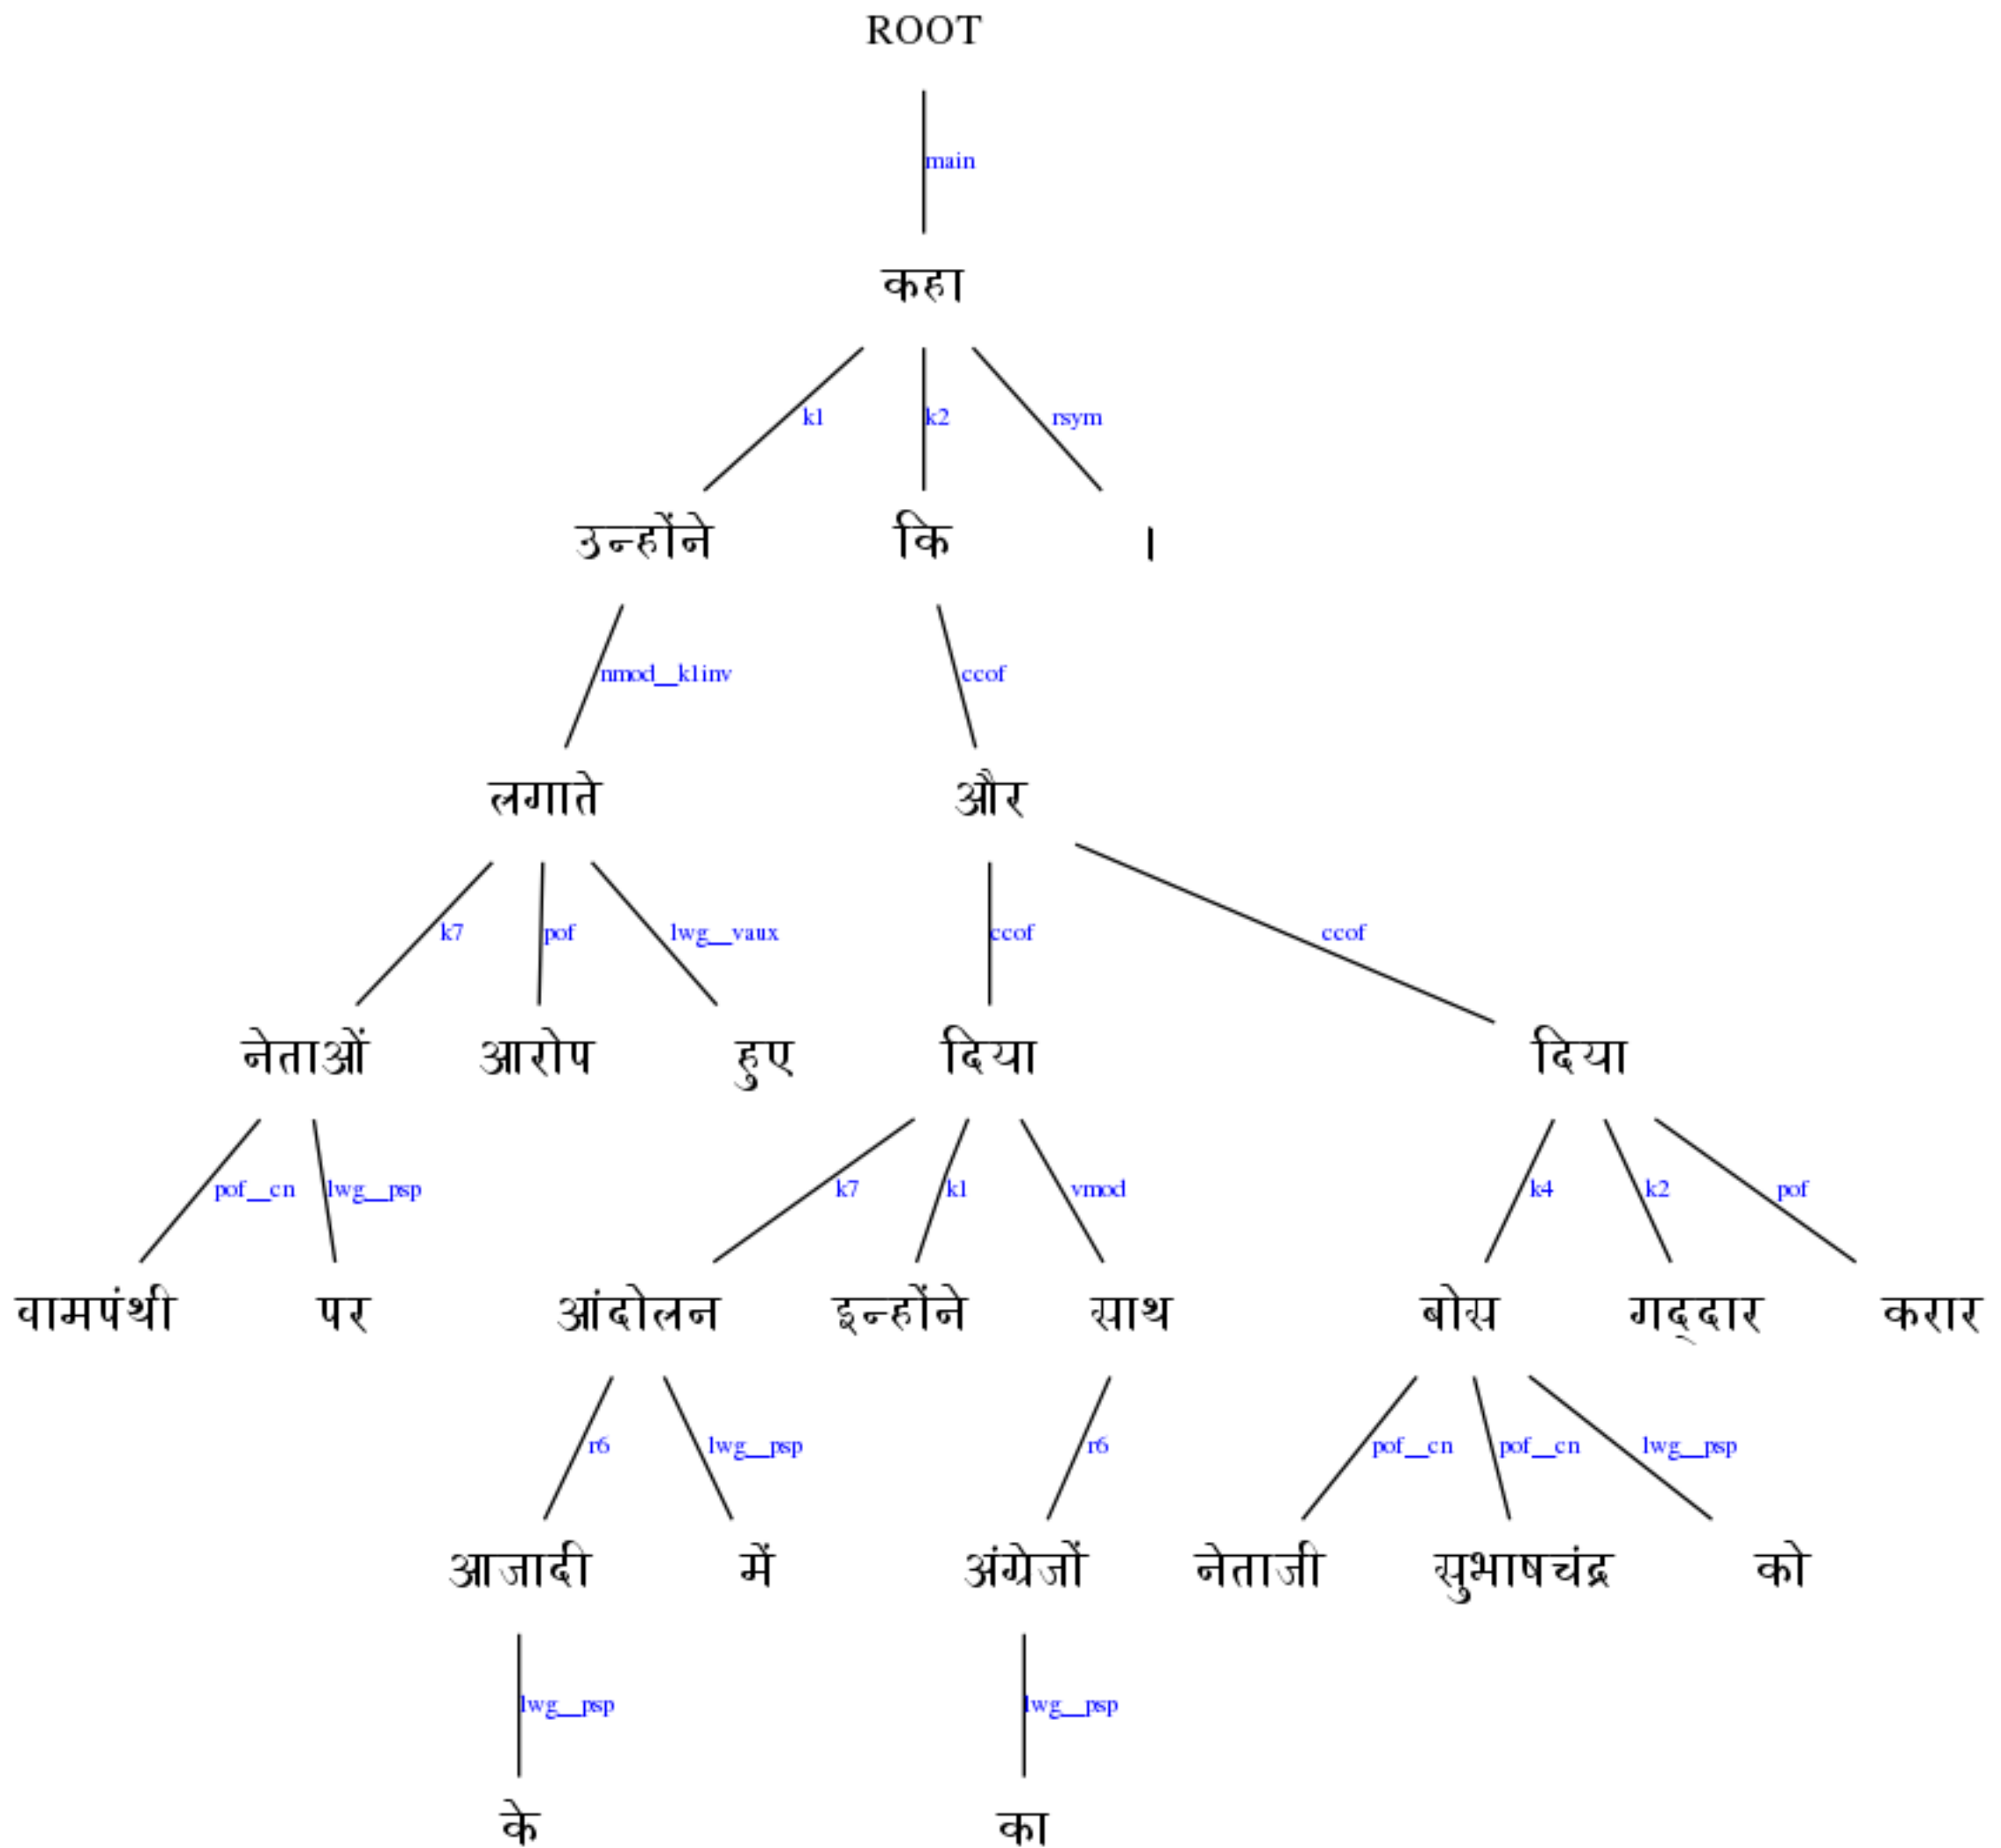 ROOT
main
कहा
k1 k2 rsym
उन्होंने कि ।
nmod__k1inv ccof
लगाते और
k7 pof lwg__vaux ccof ccof
नेताओं आरोप हुए दिया दिया
pof__cn lwg__psp k7 k1 vmod k4 k2 pof
वामपंथी पर आंदोलन इन्होंने साथ बोस गद्दार करार
r6 lwg__psp r6 pof__cn pof__cn lwg__psp
आजादी में अंग्रेजों नेताजी सुभाषचंद्र को
lwg__psp lwg__psp
के का